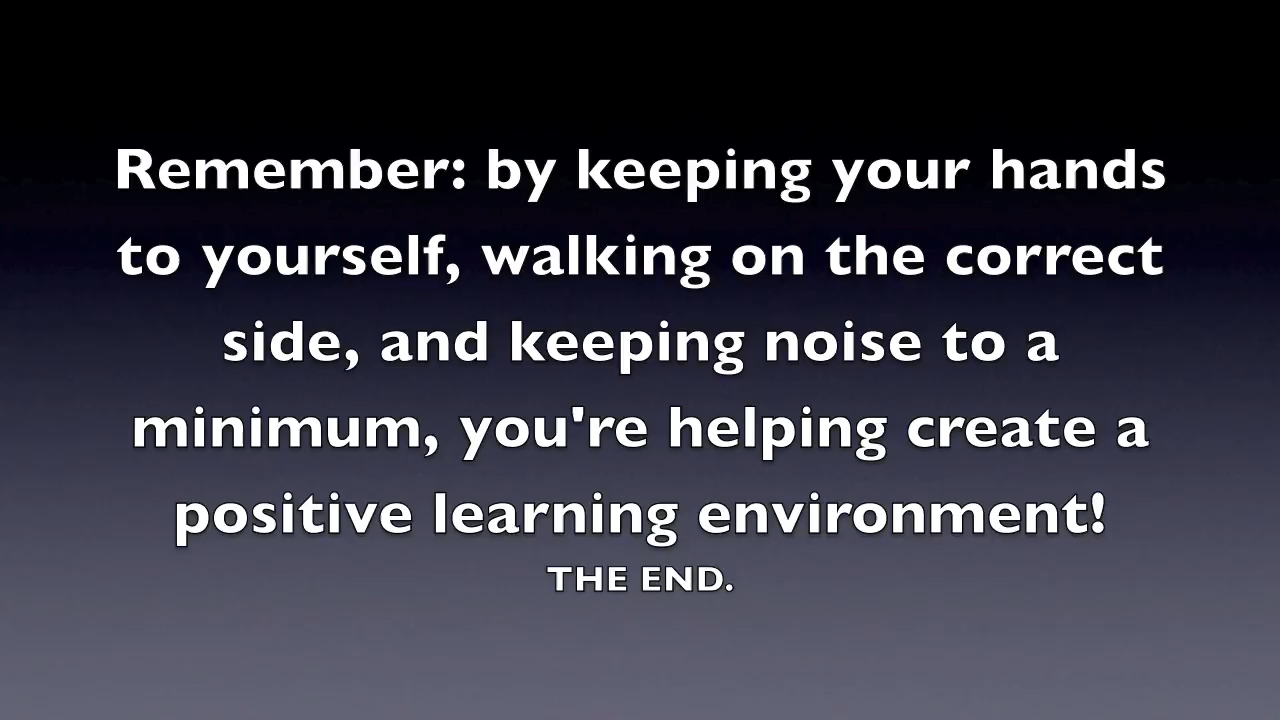 Remember: by keeping your hands
to yourself, walking on the correct
side, and keeping noise to a
minimum, you're helping create a
positive learning environment!
THE END.